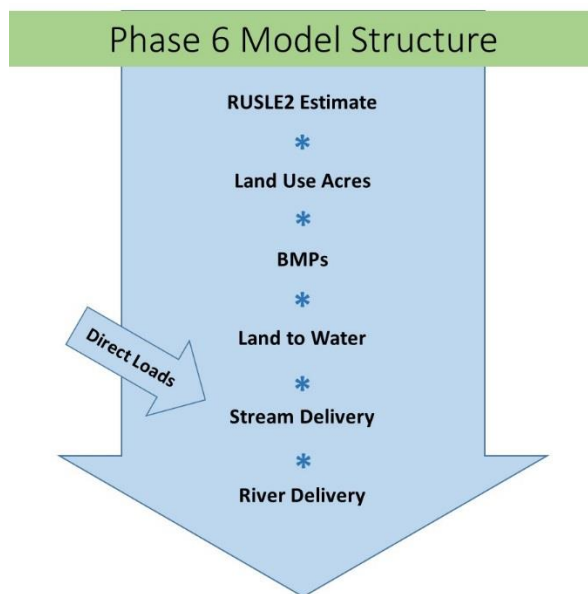 Phase 6 Model Structure
RUSLE2 Estimate
*
Land Use Acres
*
BMPs
*
Land to Water
*
Direct Loads
Stream Delivery
*
River Delivery